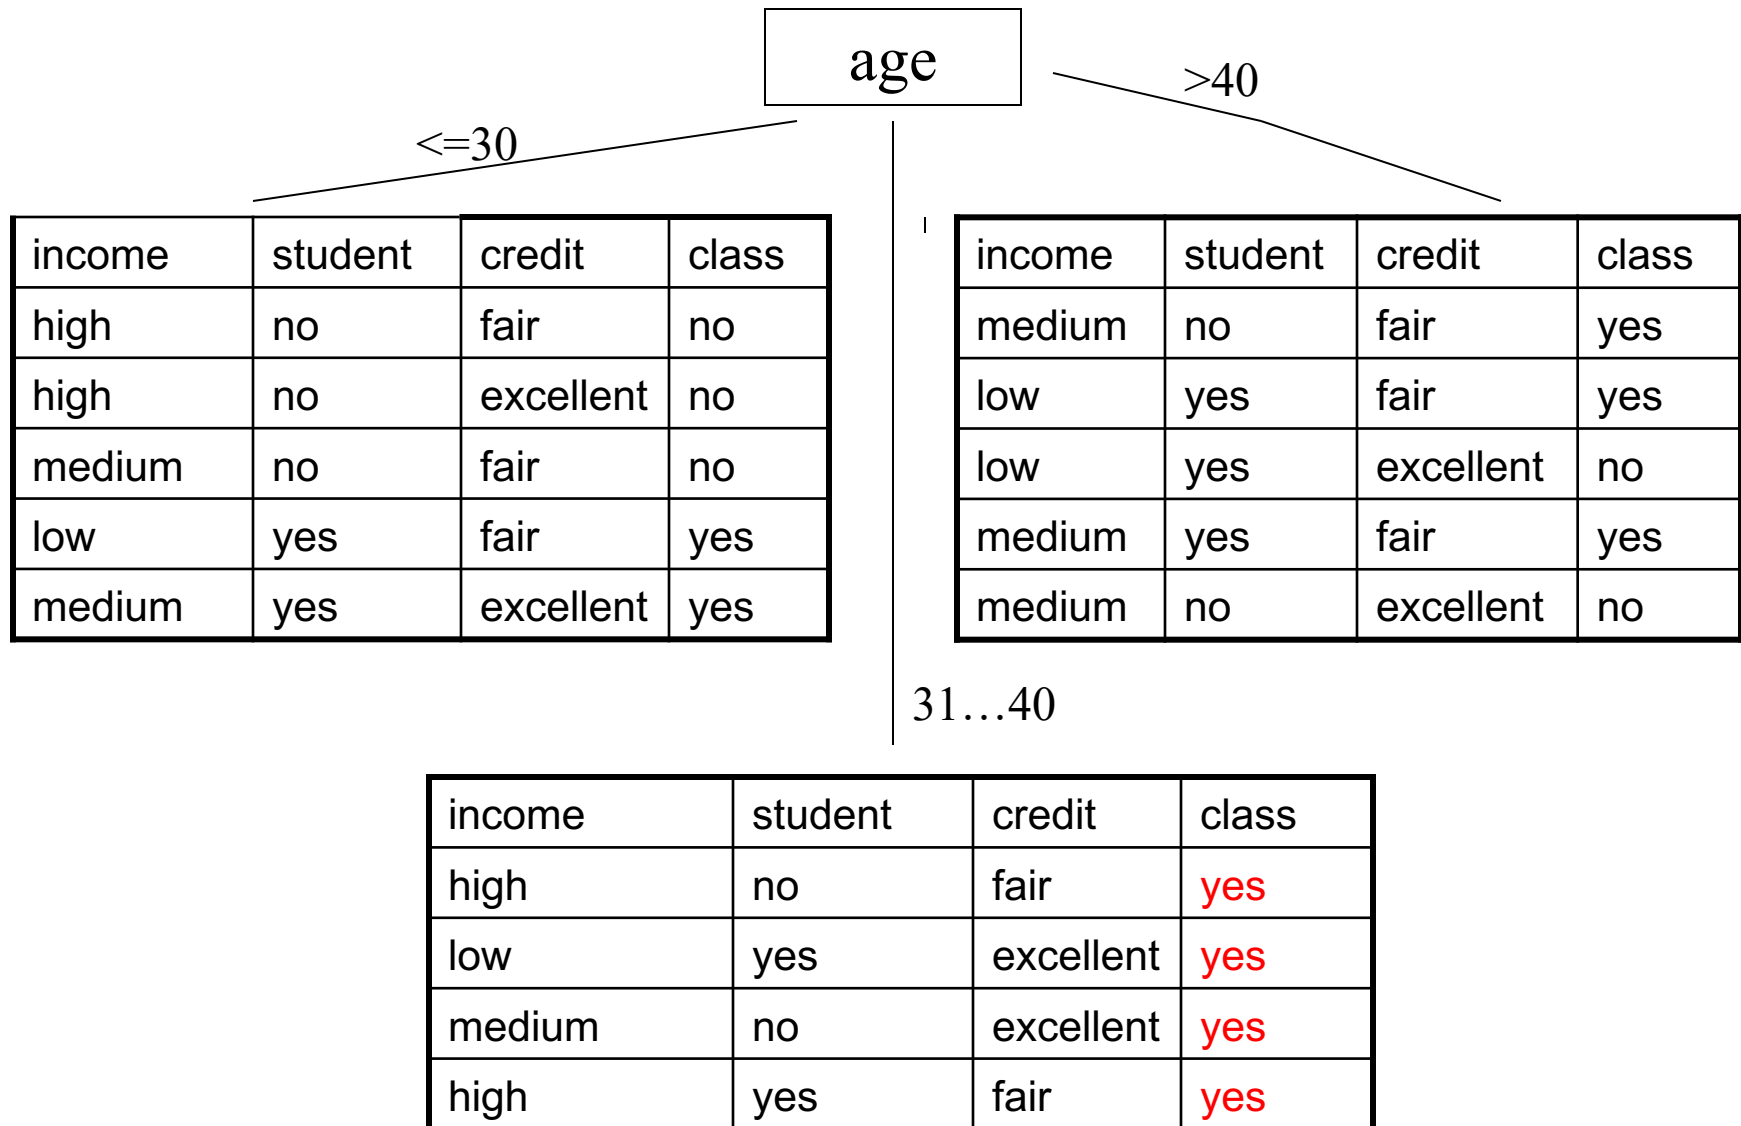 age
<=30
>40
income student credit class
high no fair no
high no excellent no
medium no fair no
low yes fair yes
medium yes excellent yes
income student credit class
medium no fair yes
low yes fair yes
low yes excellent no
medium yes fair yes
medium no excellent no
31…40
income student credit class
high no fair yes
low yes excellent yes
medium no excellent yes
high yes fair yes